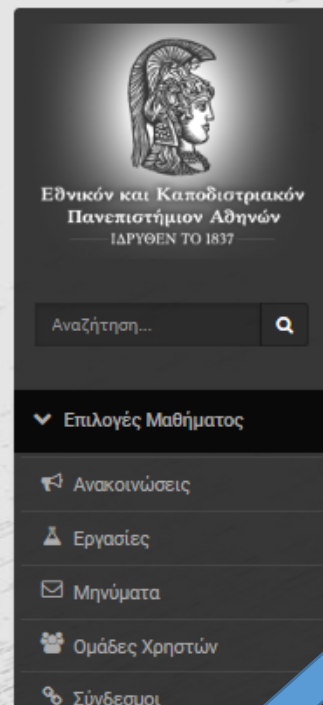 Εθνικόν και Καποδιστριακόν
Πανεπιστήμιον Αθηνών
ΙΔΡΥΘΕΝ ΤΟ 1837
Αναζήτηση...
Επιλογές Μαθήματος
Ανακοινώσεις
Εργασίες
Μηνύματα
Ομάδες Χρηστών
Σύνδεσμοι